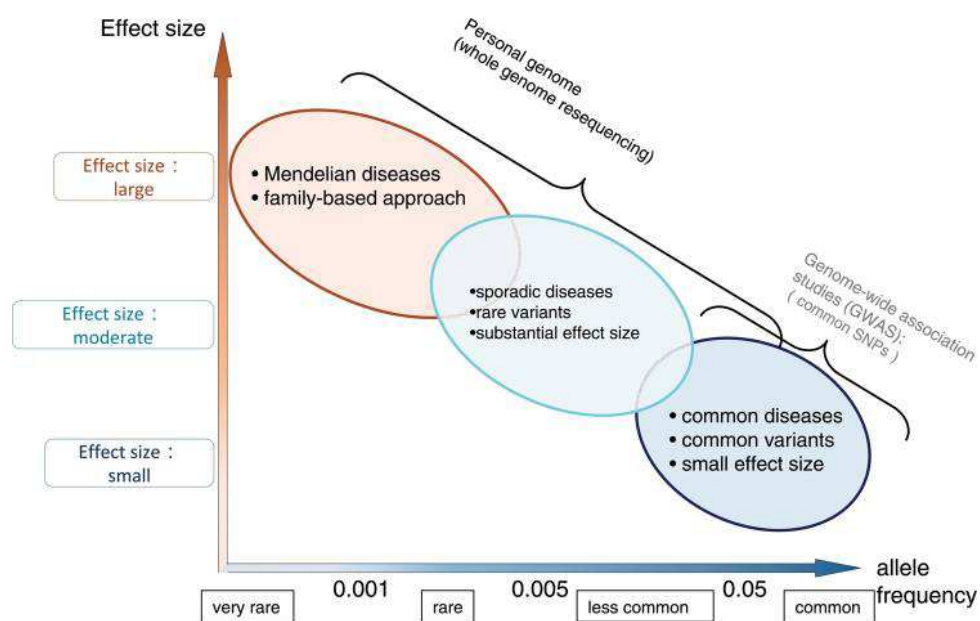 Effect size
Personal genome
(whole genome resequencing)
Effect size :
large
• Mendelian diseases
• family-based approach
Genome-wide association
studies (GWAS);
( common SNPs )
Effect size :
moderate
•sporadic diseases
•rare variants
•substantial effect size
Effect size :
small
• common diseases
• common variants
• small effect size
allele
frequency
0.001
0.005
0.05
very rare
rare
less common
common